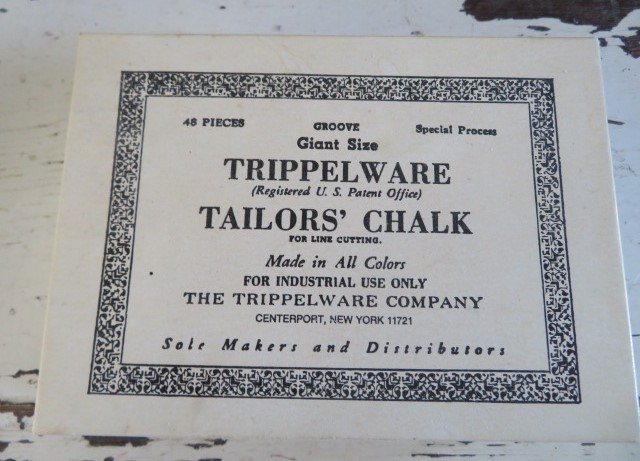 48 PIECES GROOVE Special Process
Giant Size
TRIPPELWARE
(Registered U. S. Patent Office)
TAILORS' CHALK
FOR LINE CUTTING.
Made in All Colors
FOR INDUSTRIAL USE ONLY
THE TRIPPELWARE COMPANY
CENTERPORT, NEW YORK 11721
Sole Makers and Distributors